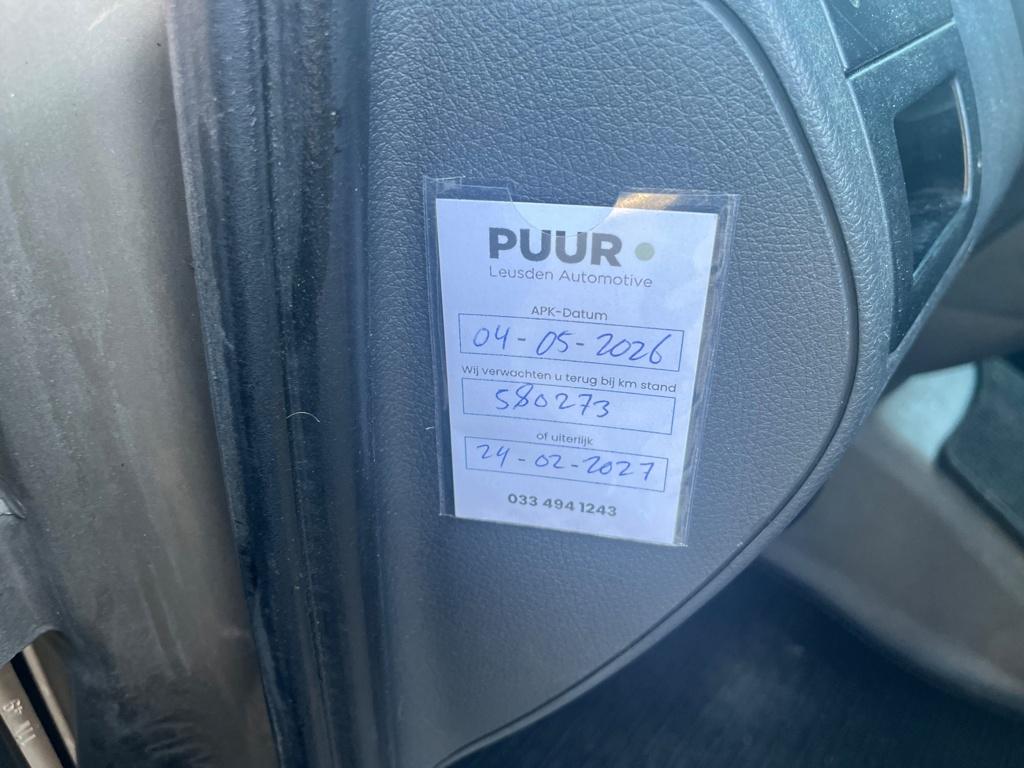 PUUR
Leusden Automotive
APK-Datum
04-05-2026
Wij verwachten u terug bij km stand
580273
of uiterlijk
24-02-2027
033 494 1243